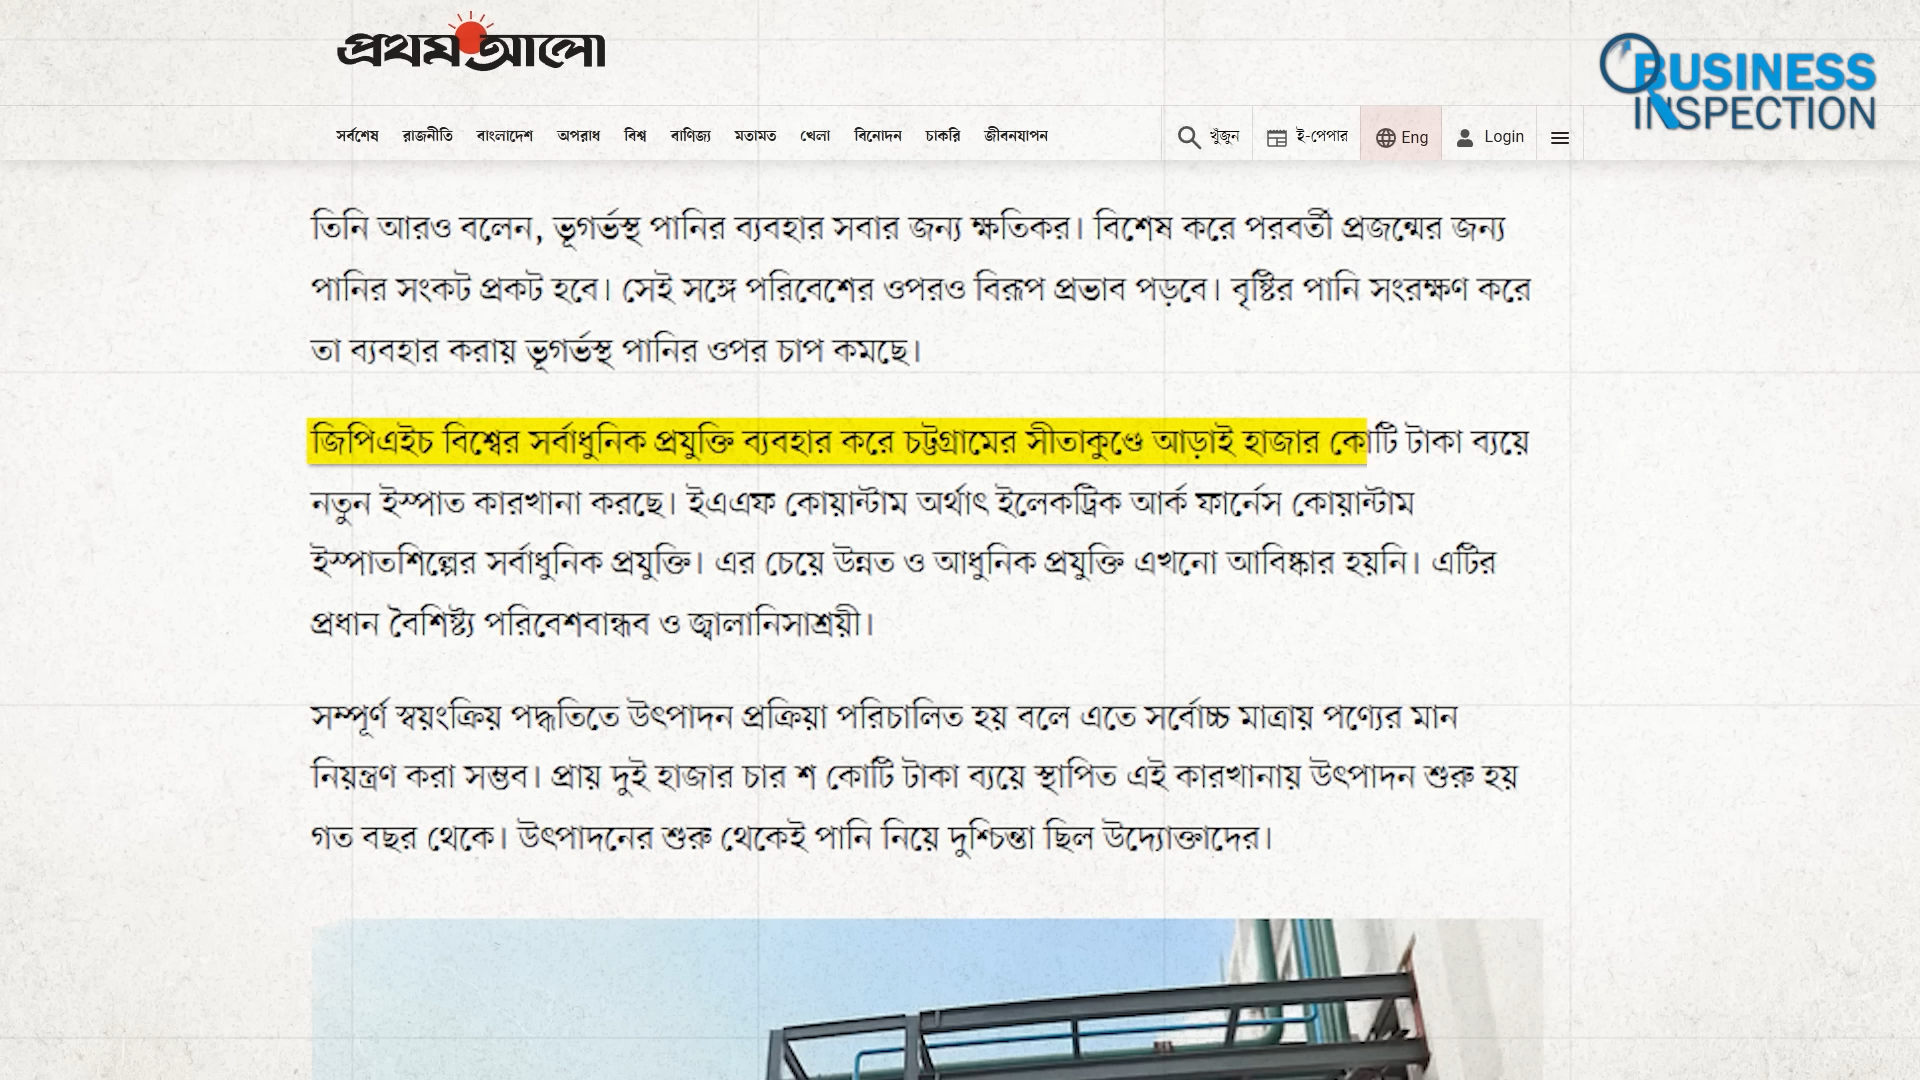 প্রথম আলো
BUSINESS
INSPECTION
সর্বশেষ রাজনীতি বাংলাদেশ অপরাধ বিশ্ব বাণিজ্য মতামত খেলা বিনোদন চাকরি জীবনযাপন খুঁজুন ই-পেপার Eng Login
তিনি আরও বলেন, ভূগর্ভস্থ পানির ব্যবহার সবার জন্য ক্ষতিকর। বিশেষ করে পরবর্তী প্রজন্মের জন্য
পানির সংকট প্রকট হবে। সেই সঙ্গে পরিবেশের ওপরও বিরূপ প্রভাব পড়বে। বৃষ্টির পানি সংরক্ষণ করে
তা ব্যবহার করায় ভূগর্ভস্থ পানির ওপর চাপ কমছে।
জিপিএইচ বিশ্বের সর্বাধুনিক প্রযুক্তি ব্যবহার করে চট্টগ্রামের সীতাকুণ্ডে আড়াই হাজার কোটি টাকা ব্যয়ে
নতুন ইস্পাত কারখানা করছে। ইএএফ কোয়ান্টাম অর্থাৎ ইলেকট্রিক আর্ক ফার্নেস কোয়ান্টাম
ইস্পাতশিল্পের সর্বাধুনিক প্রযুক্তি। এর চেয়ে উন্নত ও আধুনিক প্রযুক্তি এখনো আবিষ্কার হয়নি। এটির
প্রধান বৈশিষ্ট্য পরিবেশবান্ধব ও জ্বালানিসাশ্রয়ী।
সম্পূর্ণ স্বয়ংক্রিয় পদ্ধতিতে উৎপাদন প্রক্রিয়া পরিচালিত হয় বলে এতে সর্বোচ্চ মাত্রায় পণ্যের মান
নিয়ন্ত্রণ করা সম্ভব। প্রায় দুই হাজার চার শ কোটি টাকা ব্যয়ে স্থাপিত এই কারখানায় উৎপাদন শুরু হয়
গত বছর থেকে। উৎপাদনের শুরু থেকেই পানি নিয়ে দুশ্চিন্তা ছিল উদ্যোক্তাদের।